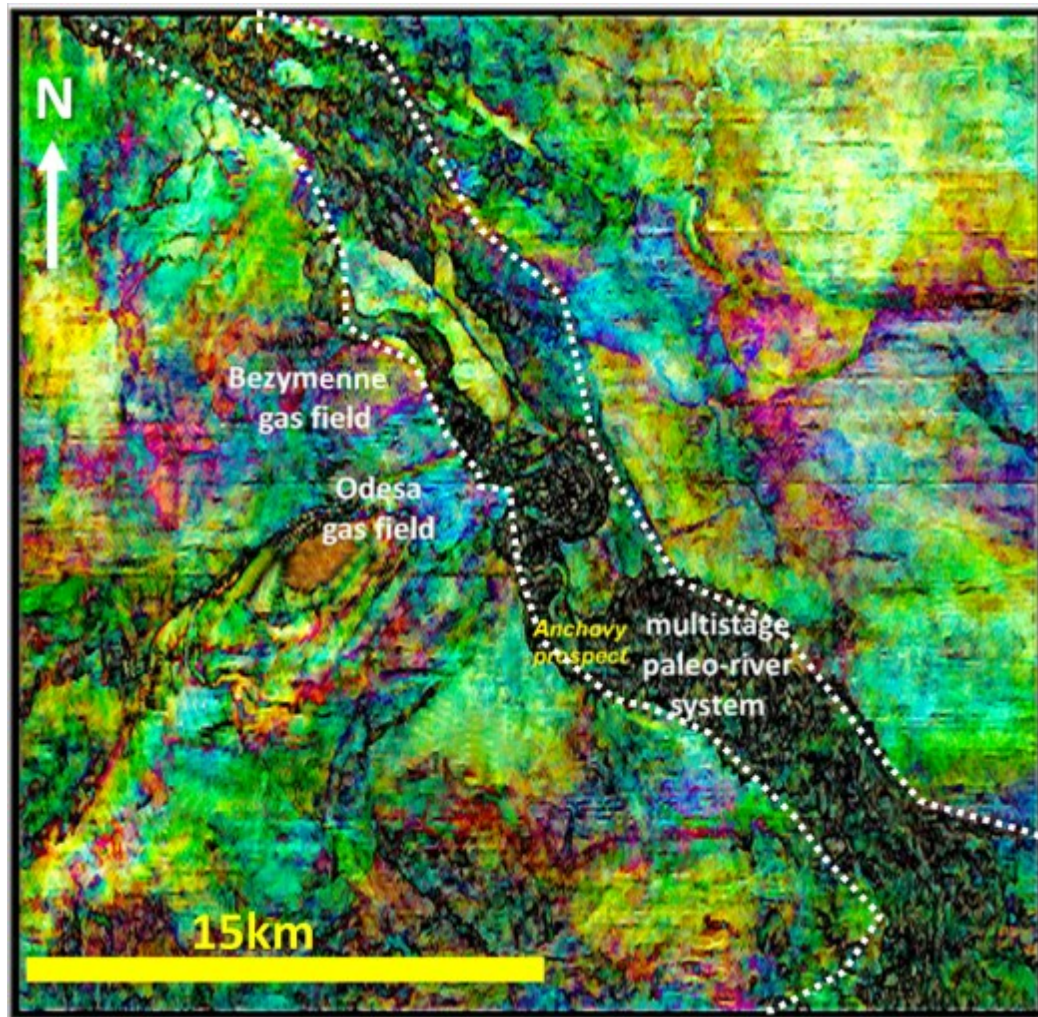 N
Bezymenne
gas field
Odesa
gas field
Anchovy
prospect
multistage
paleo-river
system
15km